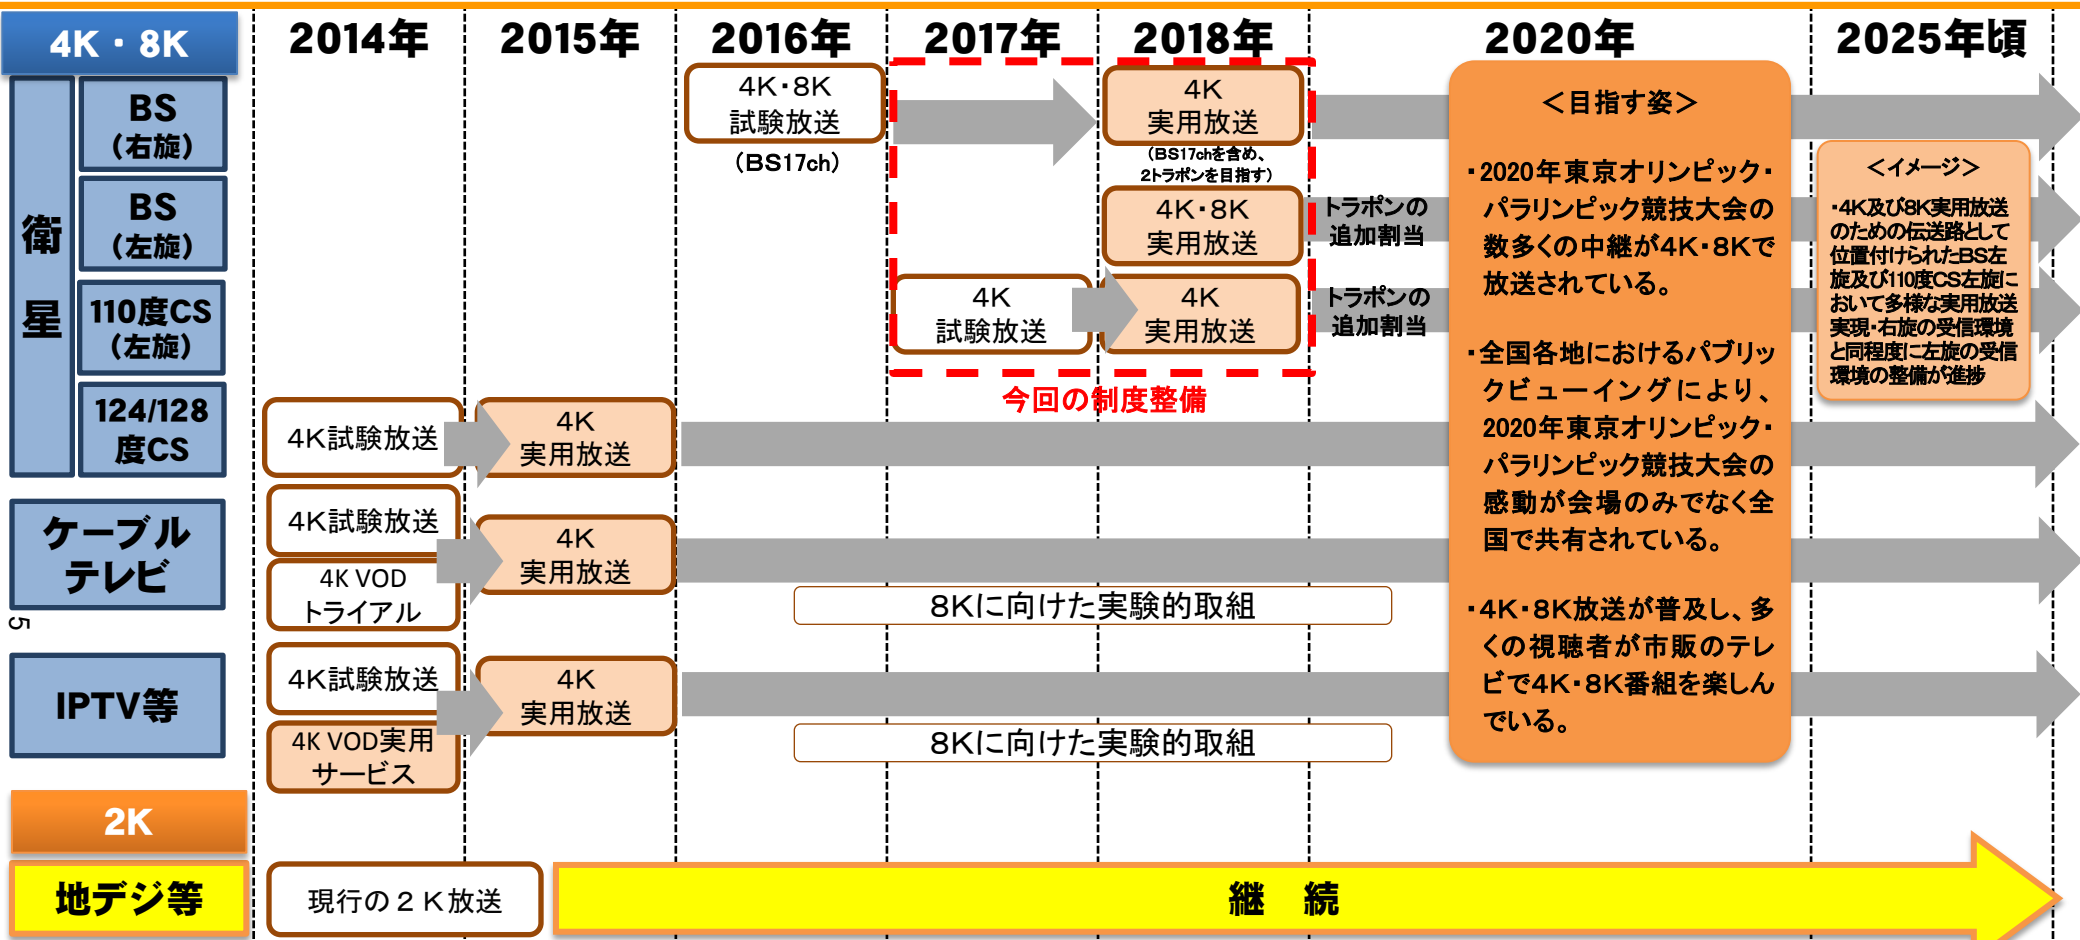 4K・8K
2014年
2015年
2016年
2017年
2018年
2020年
2025年頃
衛星
BS
(右旋)
4K・8K
試験放送
(BS17ch)
4K
実用放送
(BS17chを含め、
2トラポンを目指す)
BS
(左旋)
4K・8K
実用放送
トラポンの
追加割当
110度CS
(左旋)
4K
試験放送
4K
実用放送
トラポンの
追加割当
今回の制度整備
124/128
度CS
4K試験放送
4K
実用放送
ケーブル
テレビ
4K試験放送
4K VOD
トライアル
4K
実用放送
8Kに向けた実験的取組
IPTV等
4K試験放送
4K VOD実用
サービス
4K
実用放送
8Kに向けた実験的取組
<目指す姿>
・2020年東京オリンピック・
パラリンピック競技大会の
数多くの中継が4K・8Kで
放送されている。
・全国各地におけるパブリッ
クビューイングにより、
2020年東京オリンピック・
パラリンピック競技大会の
感動が会場のみでなく全
国で共有されている。
・4K・8K放送が普及し、多
くの視聴者が市販のテレ
ビで4K・8K番組を楽しん
でいる。
<イメージ>
・4K及び8K実用放送
のための伝送路として
位置付けられたBS左
旋及び110度CS左旋に
おいて多様な実用放送
実現・右旋の受信環境
と同程度に左旋の受信
環境の整備が進捗
5
2K
地デジ等
現行の2K放送
継続